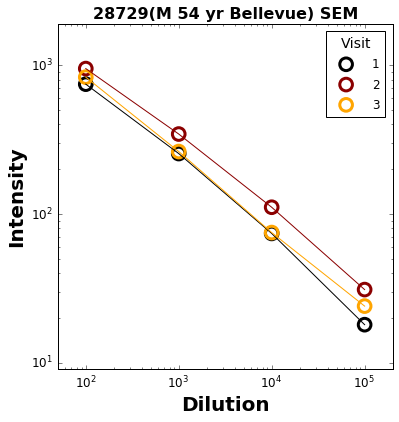 28729(M 54 yr Bellevue) SEM
Visit
1
2
3
Intensity
10³
10²
10¹
10² 10³ 10⁴ 10⁵
Dilution